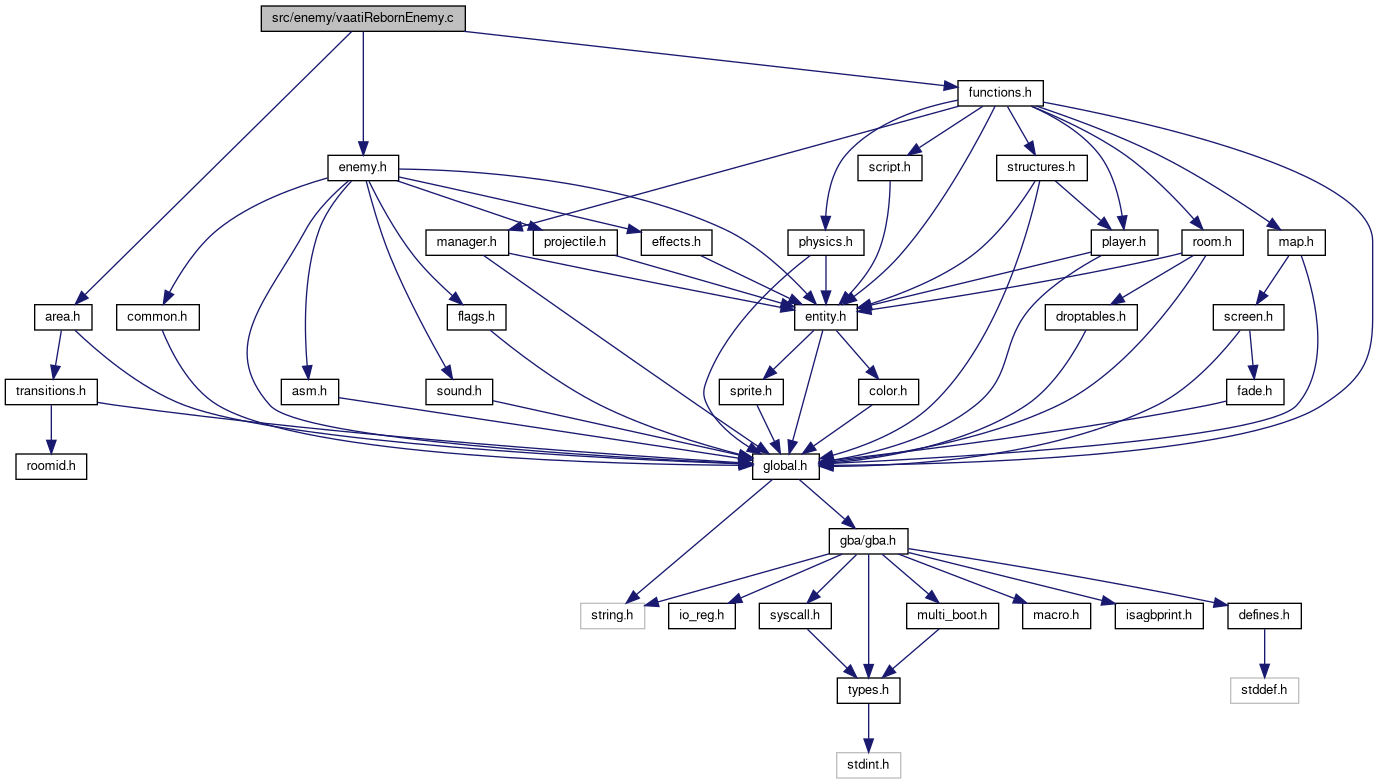 src/enemy/vaatiRebornEnemy.c
functions.h
enemy.h
script.h
structures.h
manager.h
projectile.h
effects.h
physics.h
player.h
room.h
map.h
area.h
common.h
flags.h
entity.h
droptables.h
screen.h
transitions.h
asm.h
sound.h
sprite.h
color.h
fade.h
roomid.h
global.h
gba/gba.h
string.h
io_reg.h
syscall.h
multi_boot.h
macro.h
isagbprint.h
defines.h
types.h
stddef.h
stdint.h